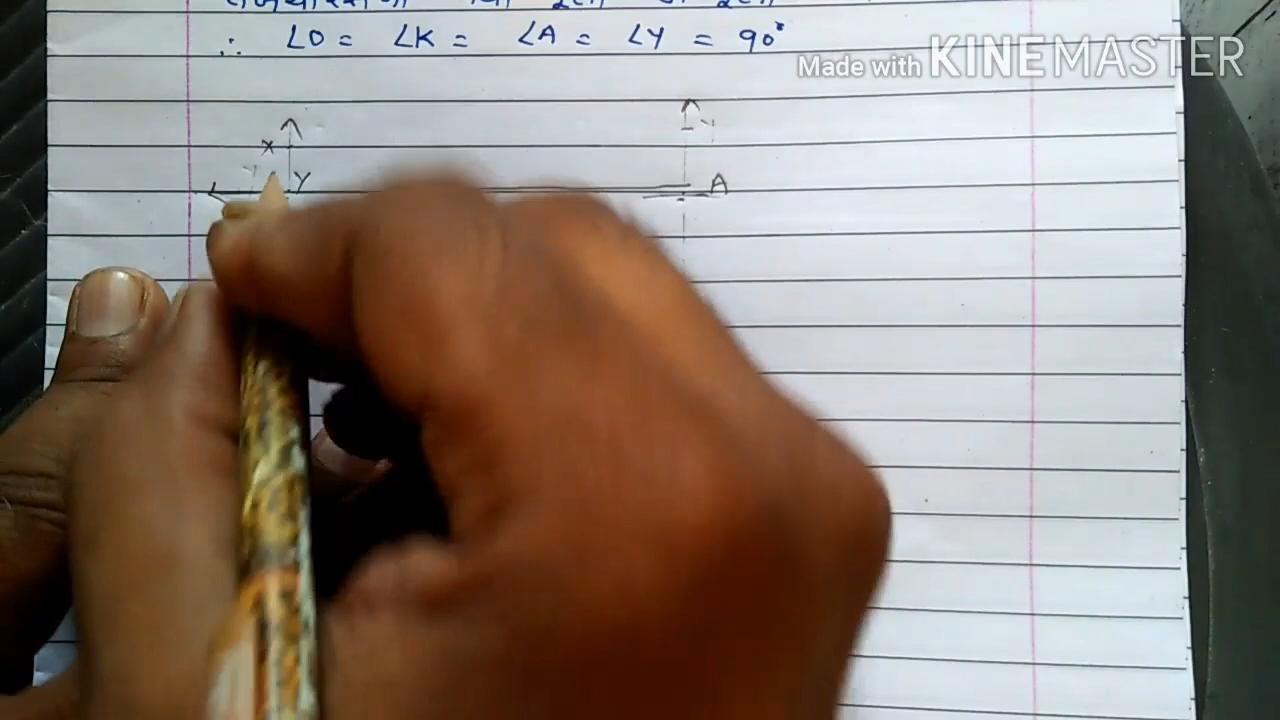 ∴ ∠O = ∠K = ∠A = ∠Y = 90°
Made with KINEMASTER
X
Y
A